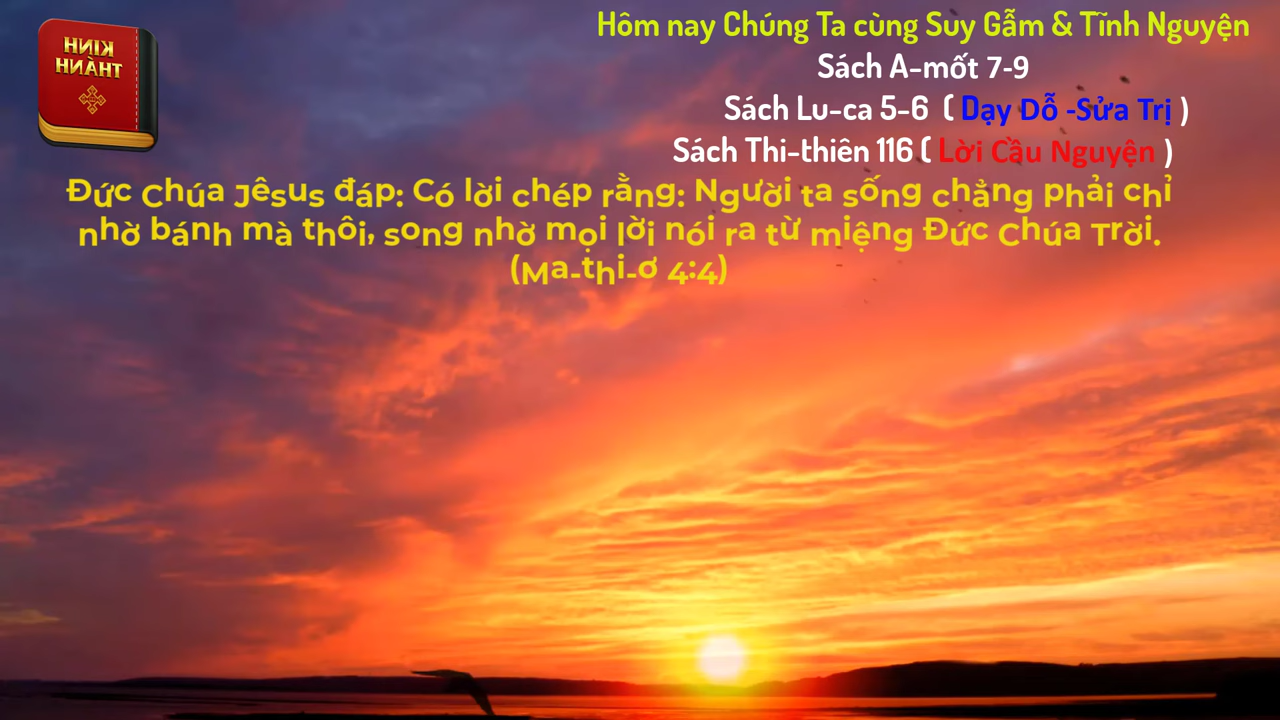 KINH
THÀNH
Hôm nay Chúng Ta cùng Suy Gẫm & Tĩnh Nguyện
Sách A-mốt 7-9
Sách Lu-ca 5-6 ( Dạy Dỗ -Sửa Trị )
Sách Thi-thiên 116 ( Lời Cầu Nguyện )
Đức Chúa Jêsus đáp: Có lời chép rằng: Người ta sống chẳng phải chỉ
nhờ bánh mà thôi, song nhờ mọi lời nói ra từ miệng Đức Chúa Trời.
(Ma-thi-ơ 4:4)